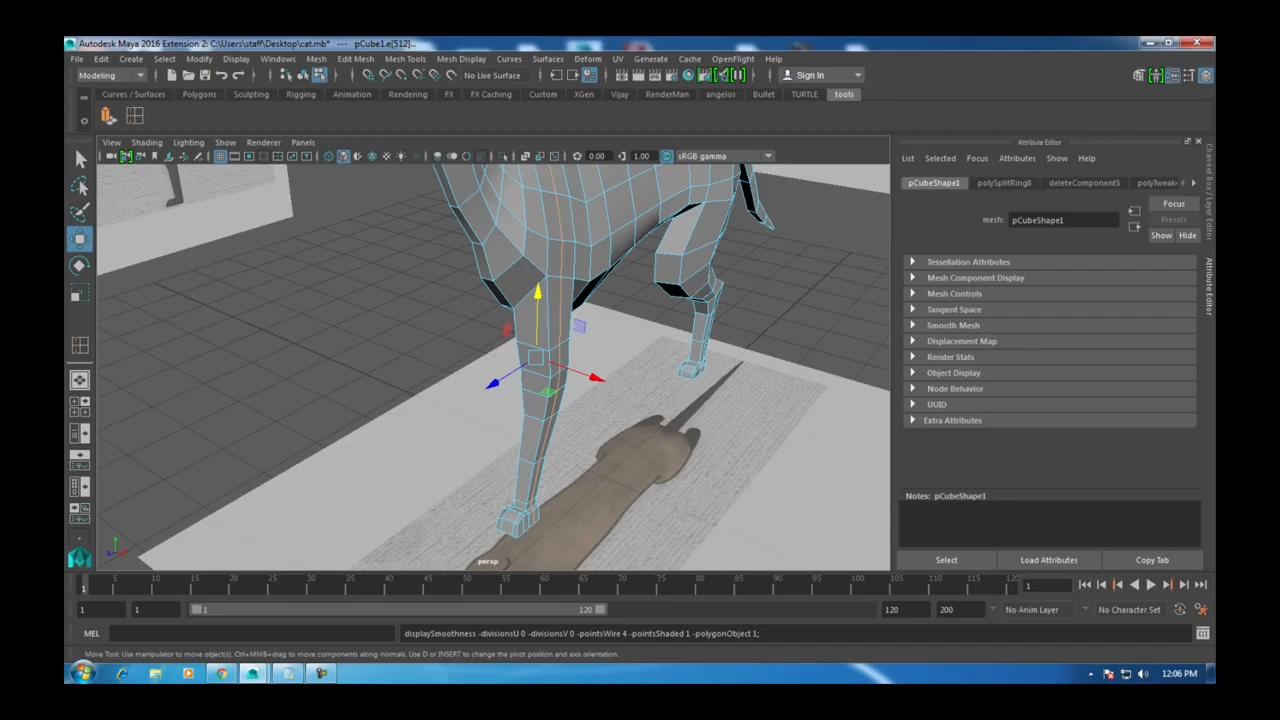 Autodesk Maya 2016 Extension 2: C:\Users\staff\Desktop\cat.mb* --- pCube1.e[512]...
File Edit Create Select Modify Display Windows Mesh Edit Mesh Mesh Tools Mesh Display Curves Surfaces Deform UV Generate Cache OpenFlight Help
Modeling No Live Surface Sign In
Curves / Surfaces Polygons Sculpting Rigging Animation Rendering FX FX Caching Custom XGen Vijay RenderMan angelos Bullet TURTLE tools
View Shading Lighting Show Renderer Panels
0.00 1.00 sRGB gamma
Attribute Editor
List Selected Focus Attributes Show Help
pCubeShape1 polySplitRing8 deleteComponent5 polyTweak
mesh: pCubeShape1
Focus
Presets
Show Hide
Tessellation Attributes
Mesh Component Display
Mesh Controls
Tangent Space
Smooth Mesh
Displacement Map
Render Stats
Object Display
Node Behavior
UUID
Extra Attributes
Notes: pCubeShape1
Select Load Attributes Copy Tab
Channel Box / Layer Editor
Attribute Editor
persp
5 10 15 20 25 30 35 40 45 50 55 60 65 70 75 80 85 90 95 100 105 110 115 120
1 1
1 1 1 120 120 200 No Anim Layer No Character Set
MEL displaySmoothness -divisionsU 0 -divisionsV 0 -pointsWire 4 -pointsShaded 1 -polygonObject 1;
Move Tool: Use manipulator to move object(s). Ctrl+MMB+drag to move components along normals. Use D or INSERT to change the pivot position and axis orientation.
12:06 PM